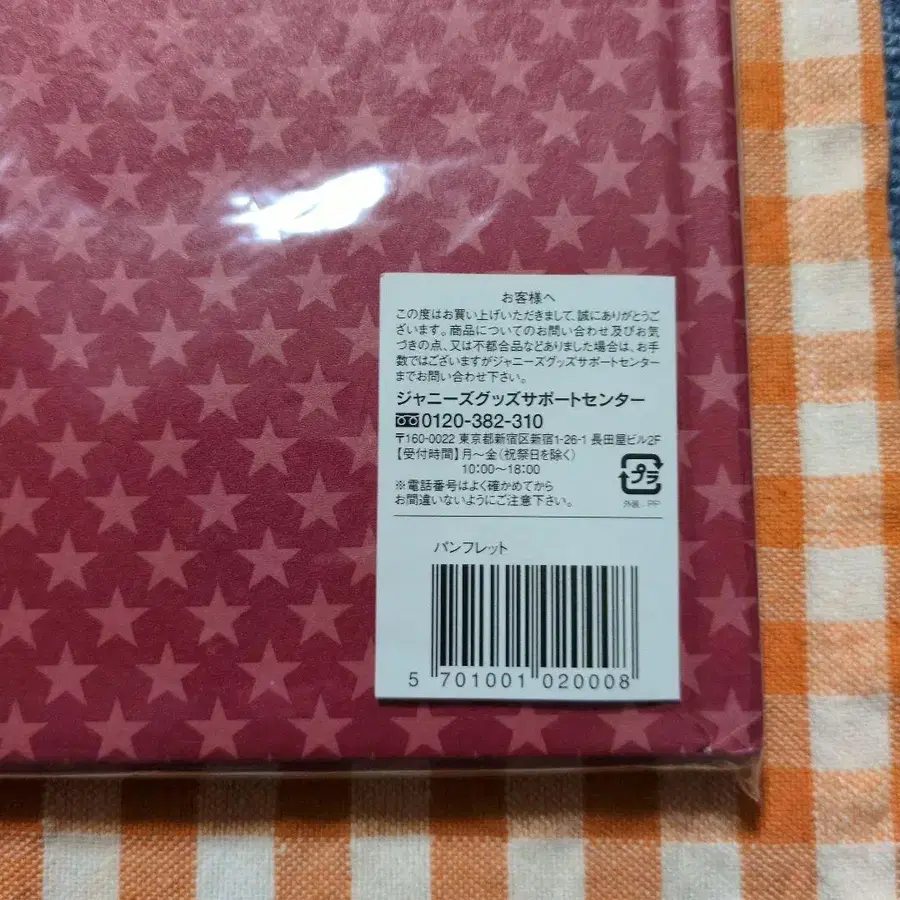 お客様へ
この度はお買い上げいただきまして、誠にありがとうご
ざいます。商品についてのお問い合わせ及びお気
づきの点、又は不都合品などありました場合は、お手
数ではございますがジャニーズグッズサポートセンター
までお問い合わせ下さい。
ジャニーズグッズサポートセンター
0120-382-310
〒160-0022 東京都新宿区新宿1-26-1 長田屋ビル2F
【受付時間】月～金(祝祭日を除く)
10:00～18:00
※電話番号はよく確かめてから
お間違いないようにご注意下さい。
プラ
外装:PP
パンフレット
5 701001 020008